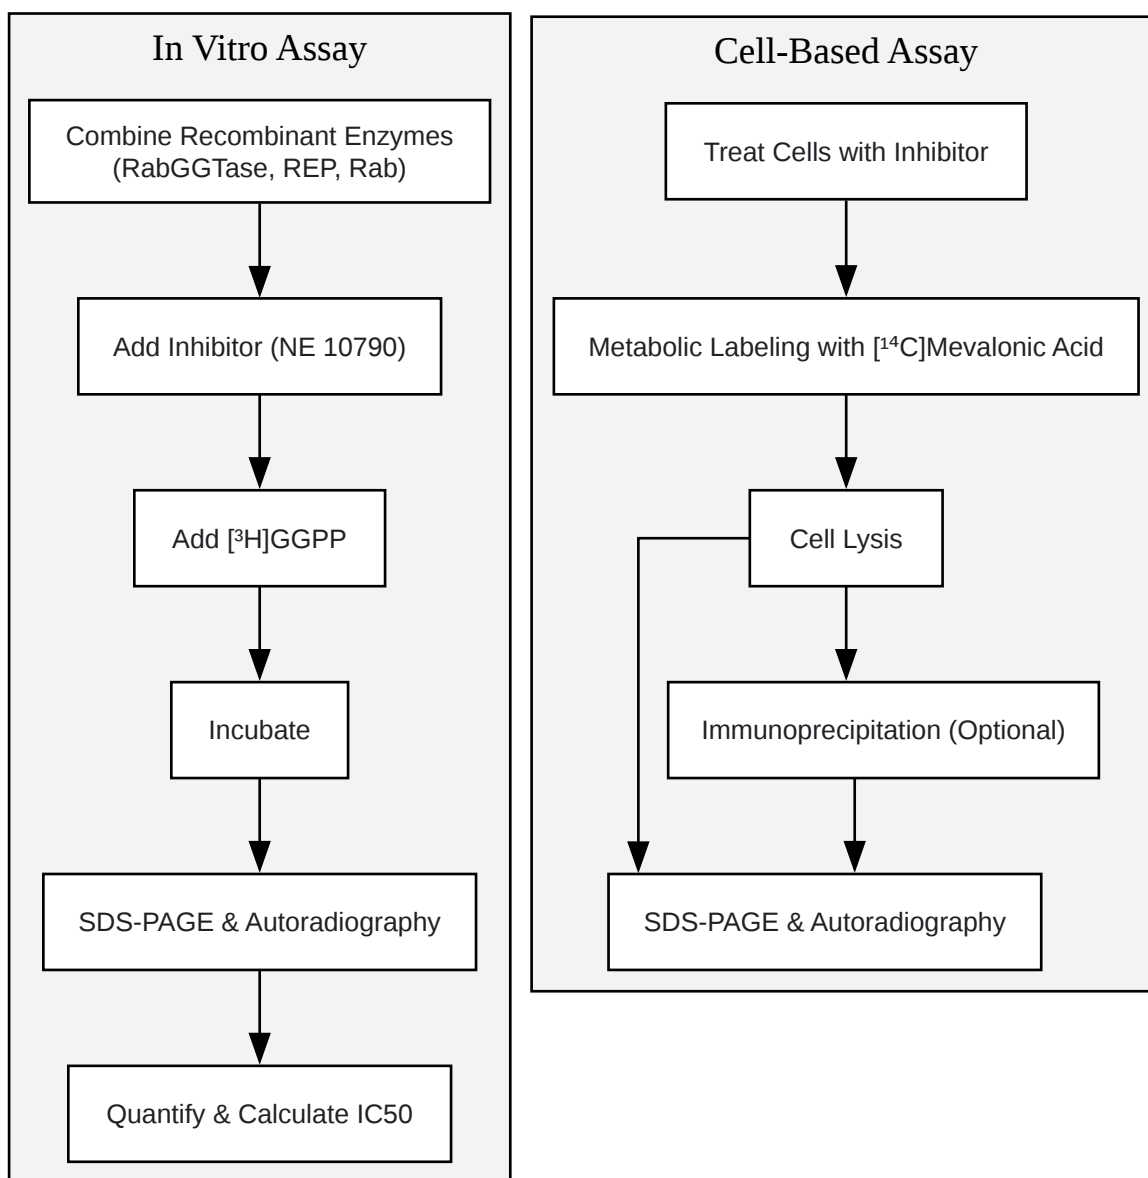 In Vitro Assay
Combine Recombinant Enzymes
(RabGGTase, REP, Rab)
Add Inhibitor (NE 10790)
Add [³H]GGPP
Incubate
SDS-PAGE & Autoradiography
Quantify & Calculate IC50
Cell-Based Assay
Treat Cells with Inhibitor
Metabolic Labeling with [¹⁴C]Mevalonic Acid
Cell Lysis
Immunoprecipitation (Optional)
SDS-PAGE & Autoradiography